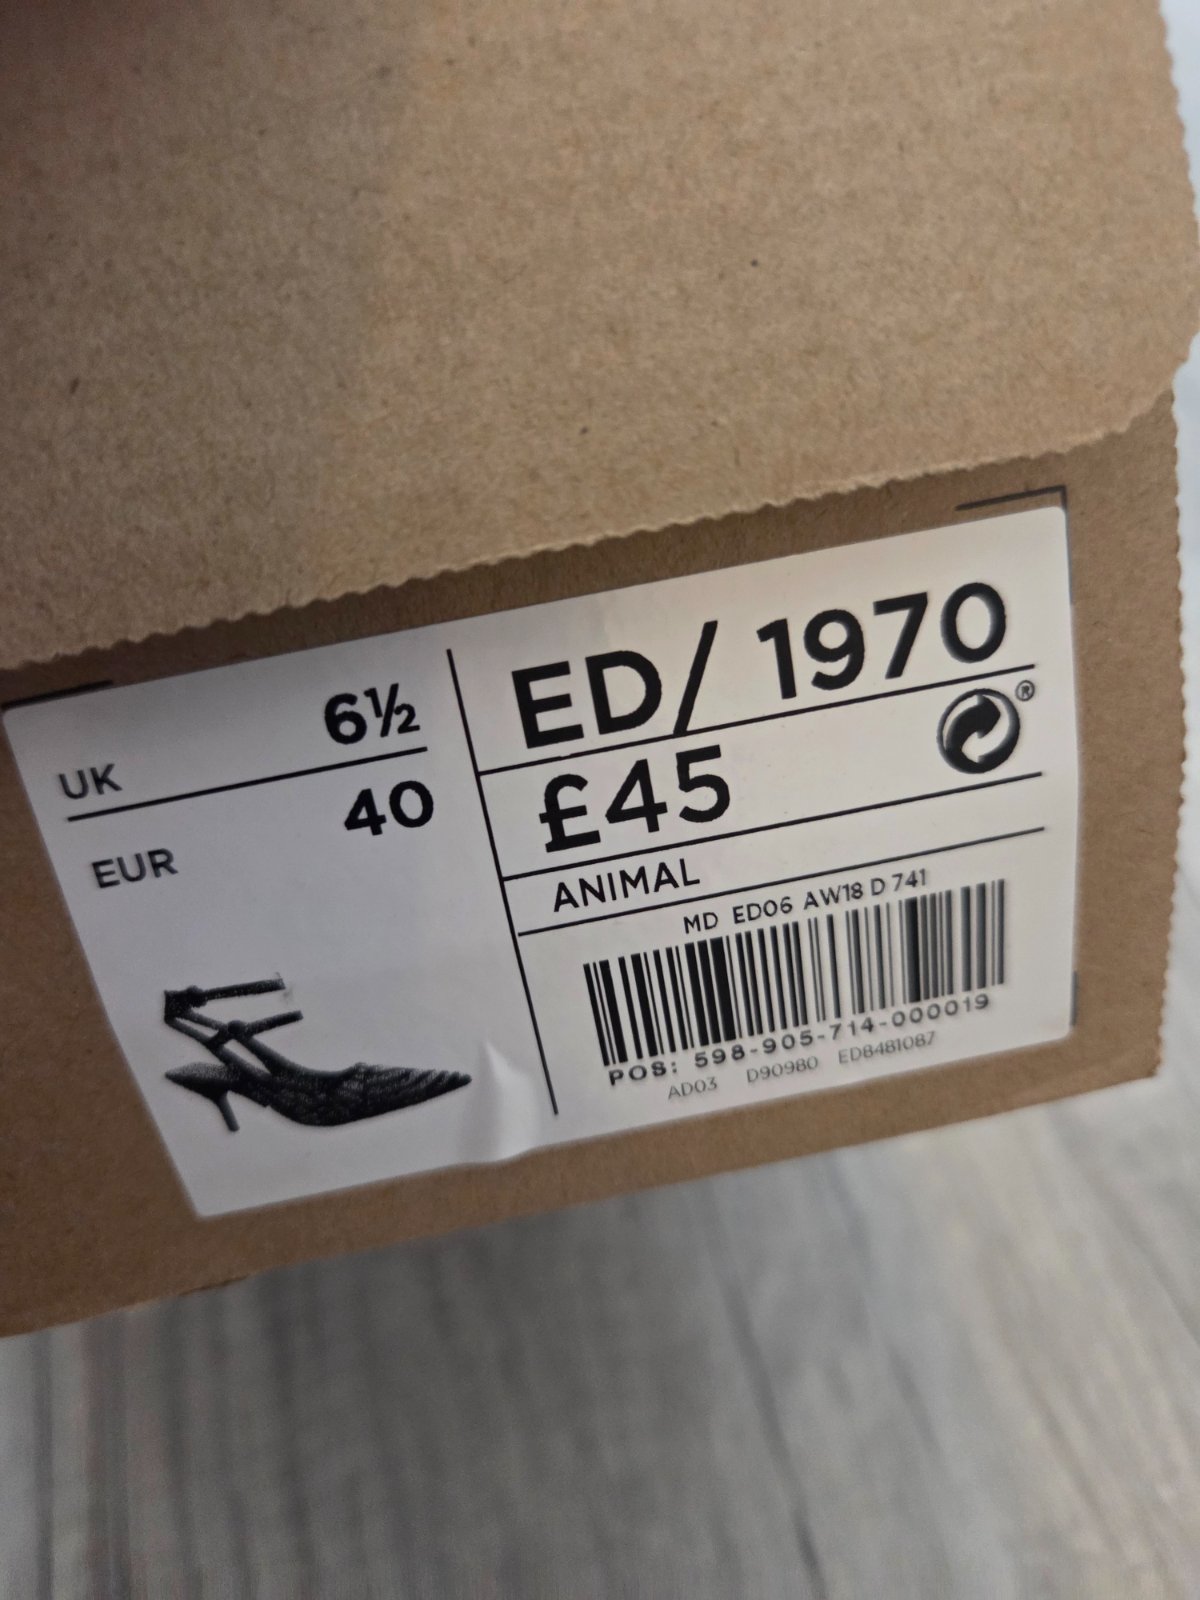 UK 6½
EUR 40
ED/ 1970
£45
®
ANIMAL
MD ED06 AW18 D 741
POS: 598-905-714-000019
AD03 D90980 EDB481087